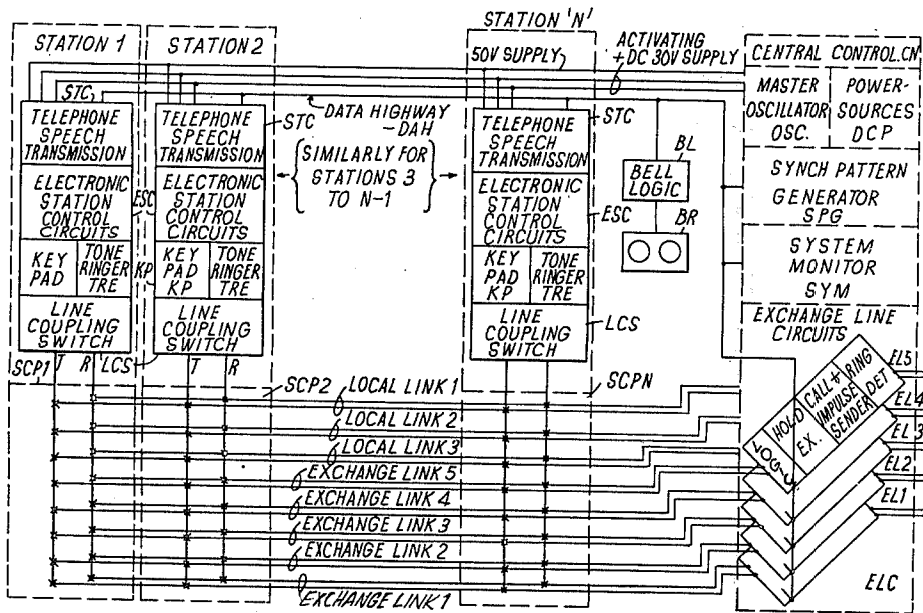 STATION 1
STATION 2
STATION 'N'
50V SUPPLY
ACTIVATING
+DC 30V SUPPLY
CENTRAL CONTROL.CN
MASTER
OSCILLATOR
OSC.
POWER-
SOURCES
DCP
SYNCH PATTERN
GENERATOR
SPG
SYSTEM
MONITOR
SYM
EXCHANGE LINE
CIRCUITS
STC
TELEPHONE
SPEECH
TRANSMISSION
ELECTRONIC
STATION
CONTROL
CIRCUITS
KEY
PAD
TONE
RINGER
TRE
LINE
COUPLING
SWITCH
ESC
KP
TELEPHONE
SPEECH
TRANSMISSION
ELECTRONIC
STATION
CONTROL
CIRCUITS
KEY
PAD
KP
TONE
RINGER
TRE
LINE
COUPLING
SWITCH
STC
DATA HIGHWAY
-DAH
SIMILARLY FOR
STATIONS 3
TO N-1
TELEPHONE
SPEECH
TRANSMISSION
ELECTRONIC
STATION
CONTROL
CIRCUITS
KEY
PAD
KP
TONE
RINGER
TRE
LINE
COUPLING
SWITCH
STC
ESC
LCS
BL
BELL
LOGIC
BR
SCP1
T
R
LCS
T
R
SCP2
SCPN
LOCAL LINK 1
LOCAL LINK 2
LOCAL LINK 3
EXCHANGE LINK 5
EXCHANGE LINK 4
EXCHANGE LINK 3
EXCHANGE LINK 2
EXCHANGE LINK 1
LOGIC
HOLD
EX.
CALL &
IMPULSE
SENDER
RING
DET
EL5
EL4
EL3
EL2
EL1
ELC